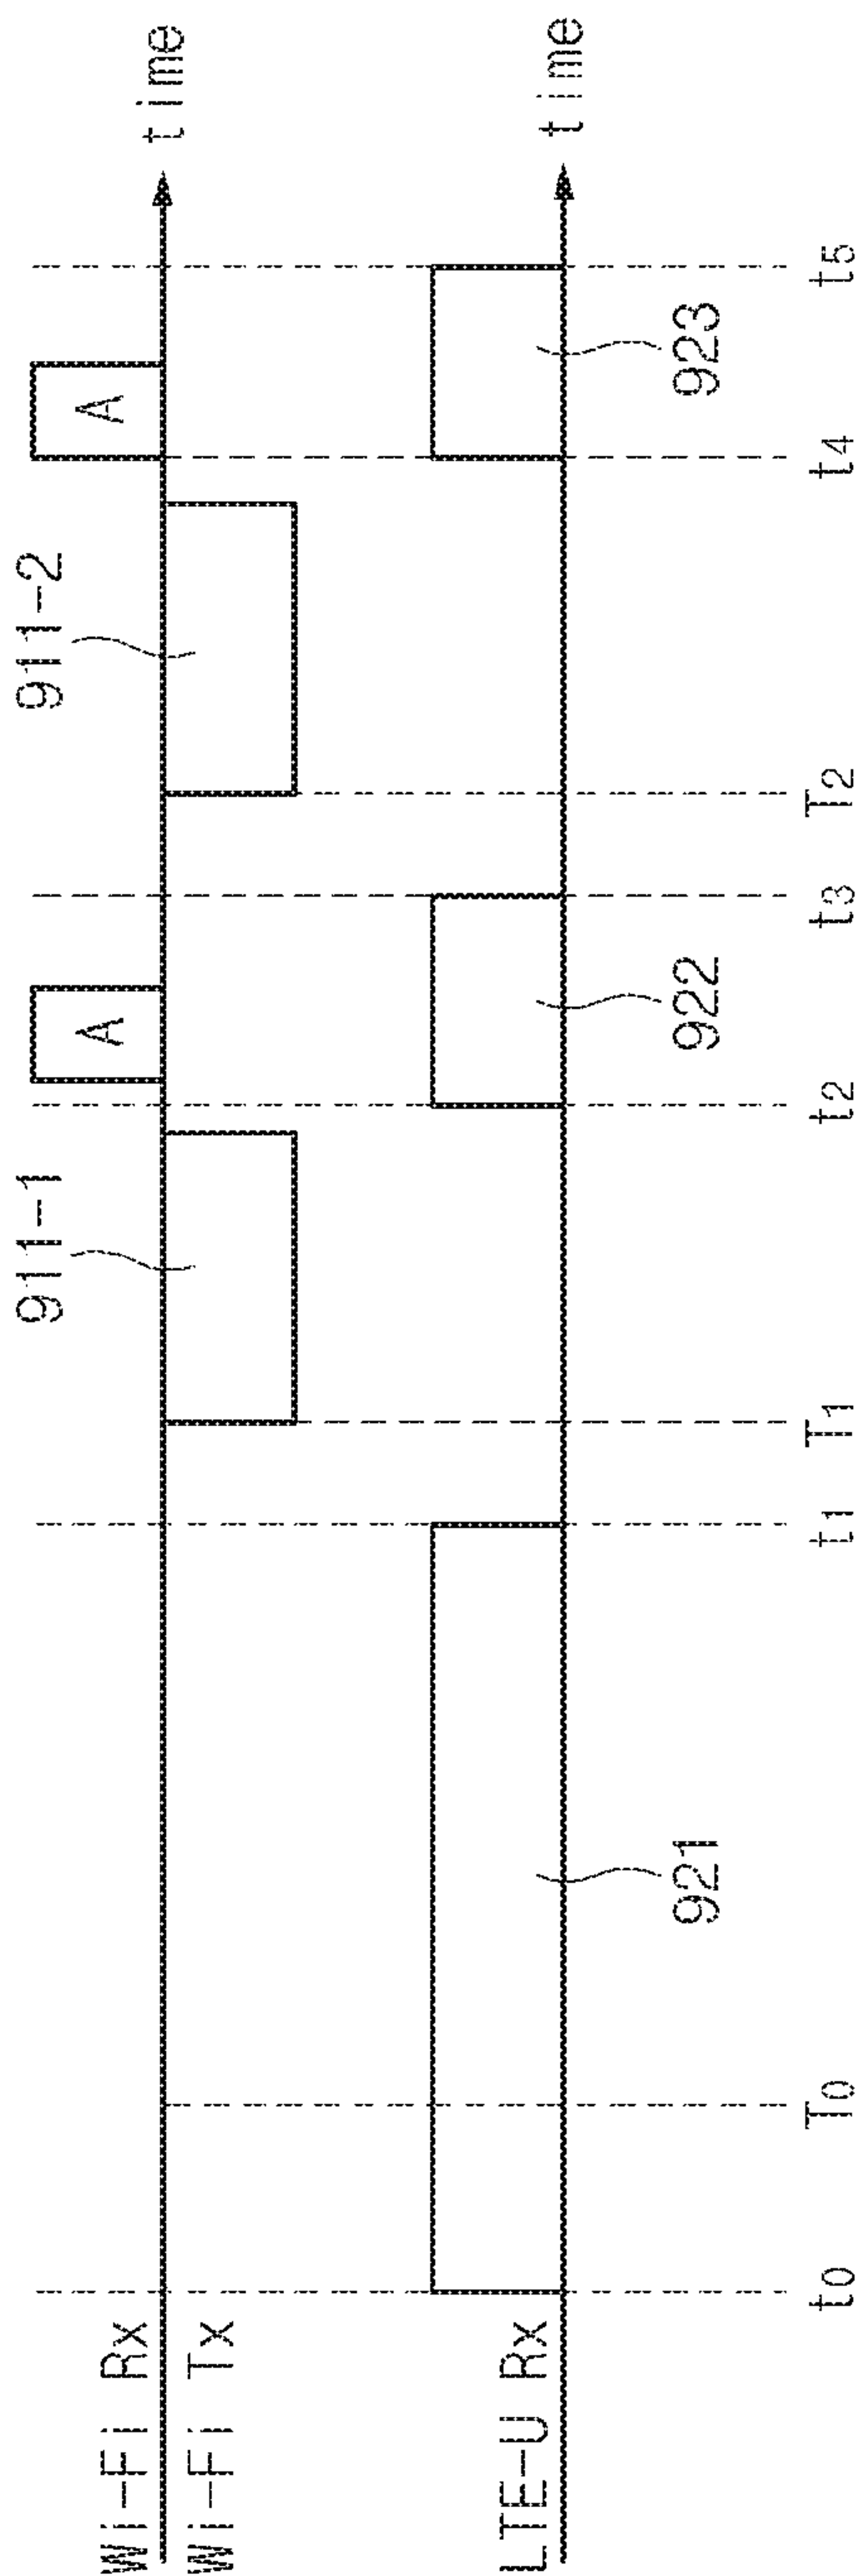 Wi-Fi Rx
Wi-Fi Tx
911-1
A
911-2
A
time
LTE-U Rx
921
922
923
time
t0
T0
t1
T1
t2
t3
T2
t4
t5